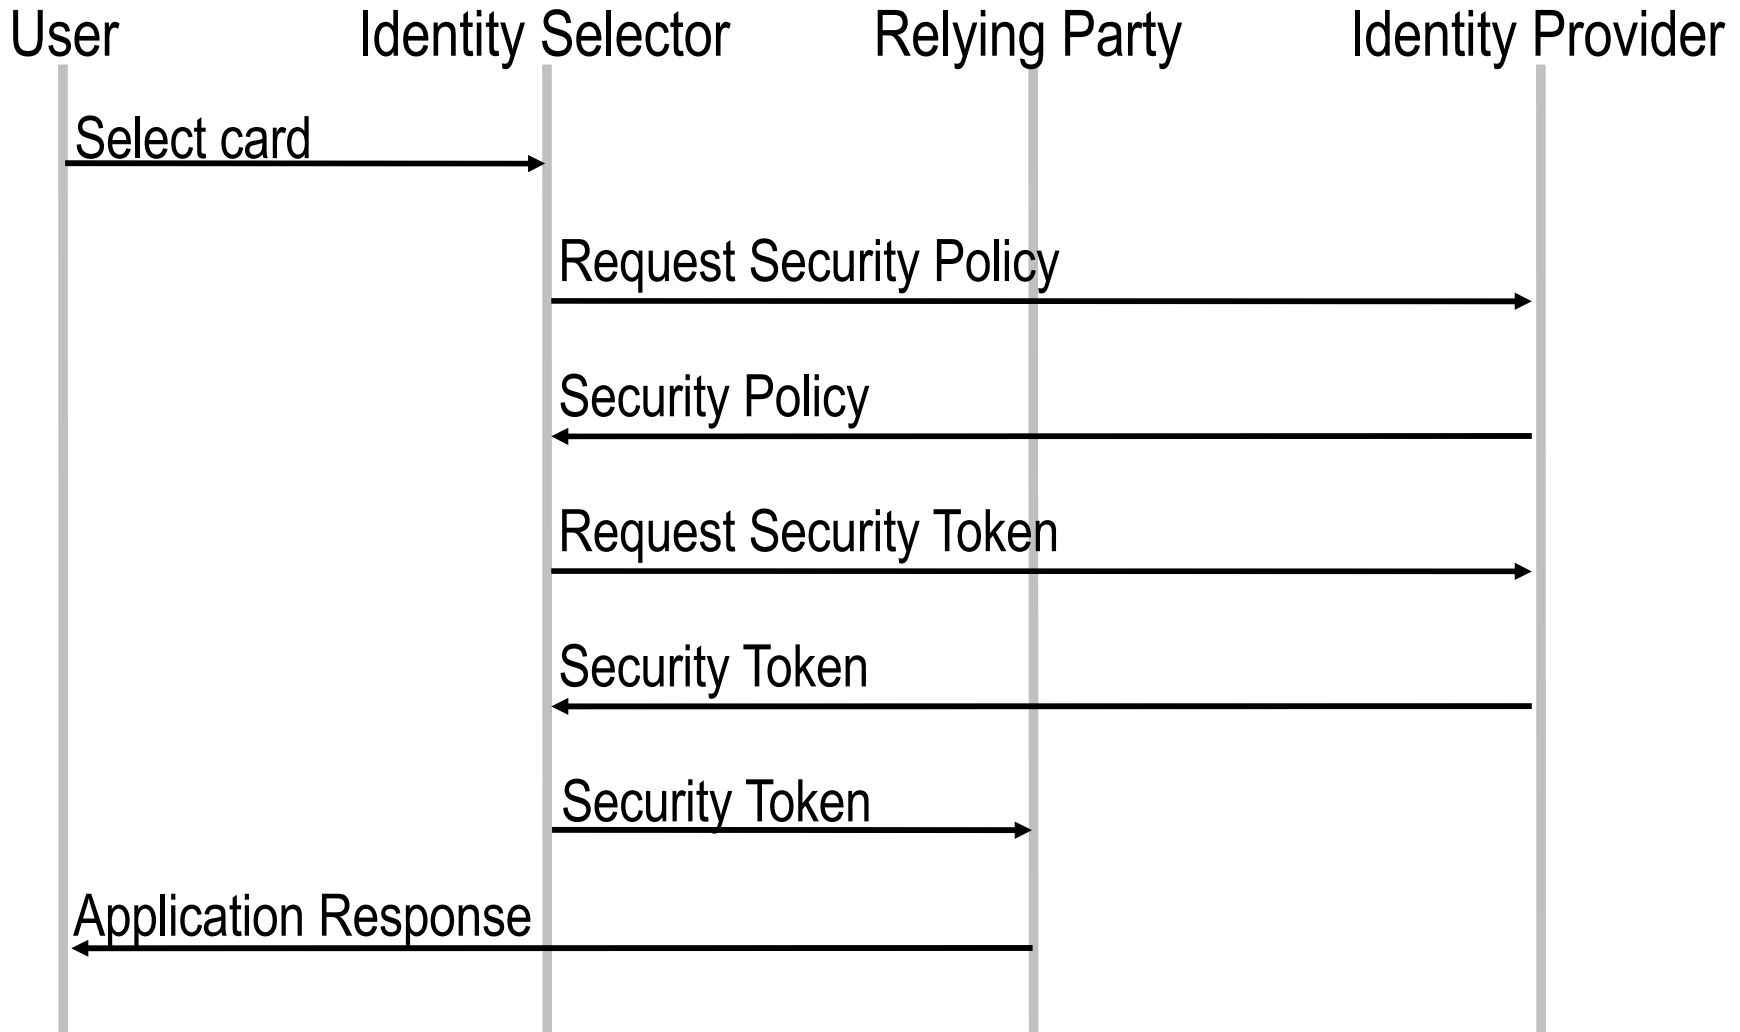 User Identity Selector Relying Party Identity Provider
Select card
Request Security Policy
Security Policy
Request Security Token
Security Token
Security Token
Application Response